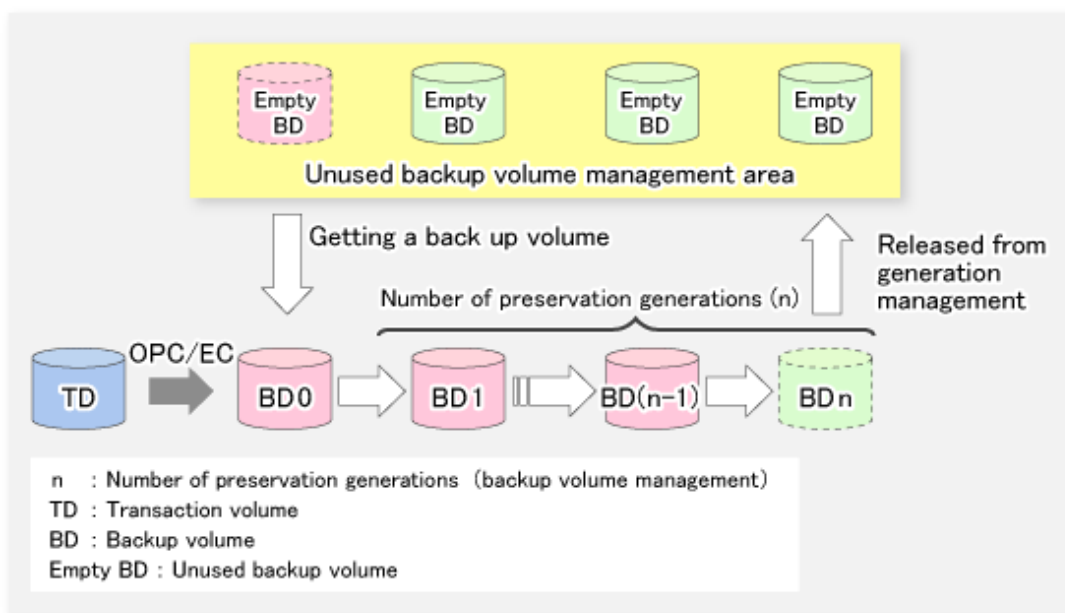 Empty
BD
Empty
BD
Empty
BD
Empty
BD
Unused backup volume management area
Getting a back up volume
Released from
generation
management
Number of preservation generations (n)
OPC/EC
TD
BD0
BD1
BD(n-1)
BDn
n : Number of preservation generations (backup volume management)
TD : Transaction volume
BD : Backup volume
Empty BD : Unused backup volume